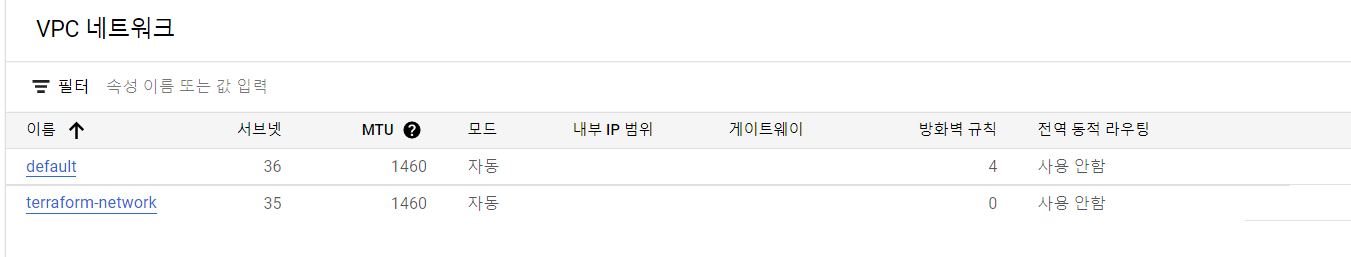 VPC 네트워크
필터 속성 이름 또는 값 입력
이름 서브넷 MTU ? 모드 내부 IP 범위 게이트웨이 방화벽 규칙 전역 동적 라우팅
default 36 1460 자동 4 사용 안함
terraform-network 35 1460 자동 0 사용 안함